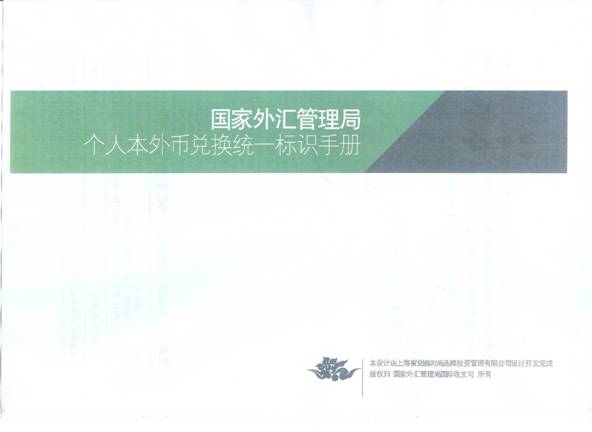 国家外汇管理局
个人本外币兑换统一标识手册
本设计由上海 时尚品牌投资管理有限公司设计开发完成
版权归 国家外汇管理局国际收支司 所有